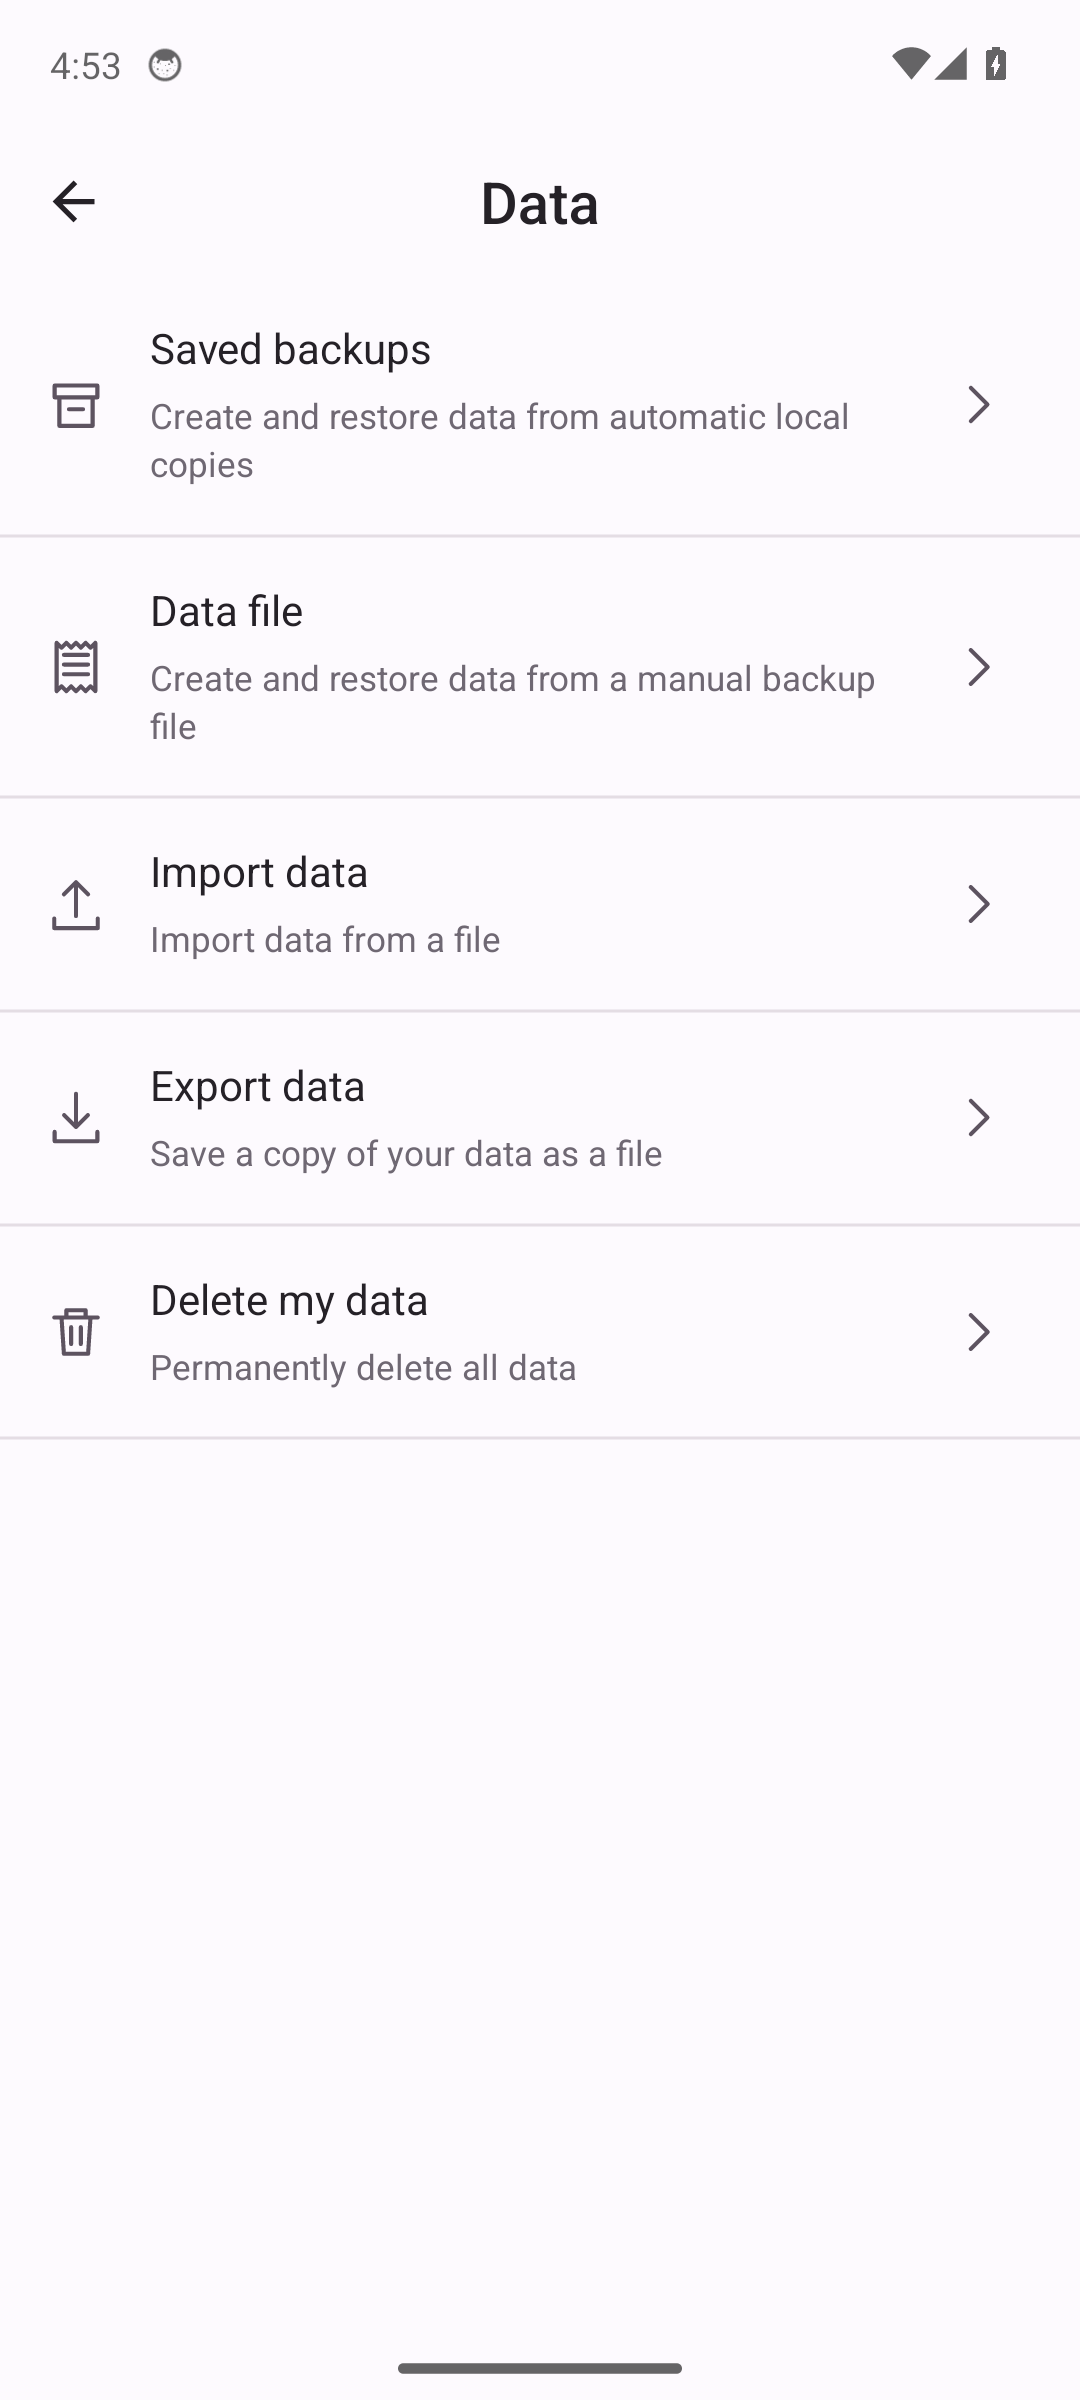 4:53
Data
Saved backups
Create and restore data from automatic local
copies
Data file
Create and restore data from a manual backup
file
Import data
Import data from a file
Export data
Save a copy of your data as a file
Delete my data
Permanently delete all data